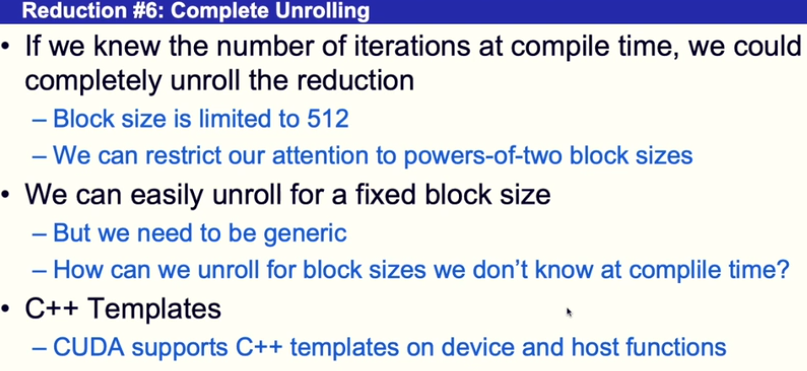 Reduction #6: Complete Unrolling
• If we knew the number of iterations at compile time, we could
completely unroll the reduction
– Block size is limited to 512
– We can restrict our attention to powers-of-two block sizes
• We can easily unroll for a fixed block size
– But we need to be generic
– How can we unroll for block sizes we don't know at complile time?
• C++ Templates
– CUDA supports C++ templates on device and host functions